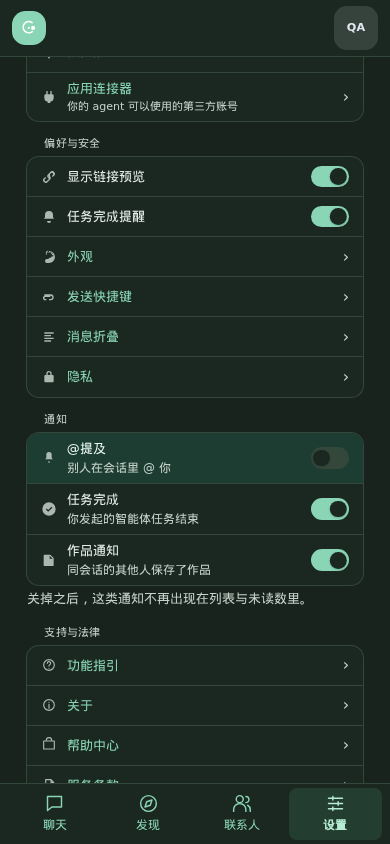 QA
应用连接器
你的 agent 可以使用的第三方账号
偏好与安全
显示链接预览
任务完成提醒
外观
发送快捷键
消息折叠
隐私
通知
@提及
别人在会话里 @ 你
任务完成
你发起的智能体任务结束
作品通知
同会话的其他人保存了作品
关掉之后，这类通知不再出现在列表与未读数里。
支持与法律
功能指引
关于
帮助中心
服务条款
聊天
发现
联系人
设置